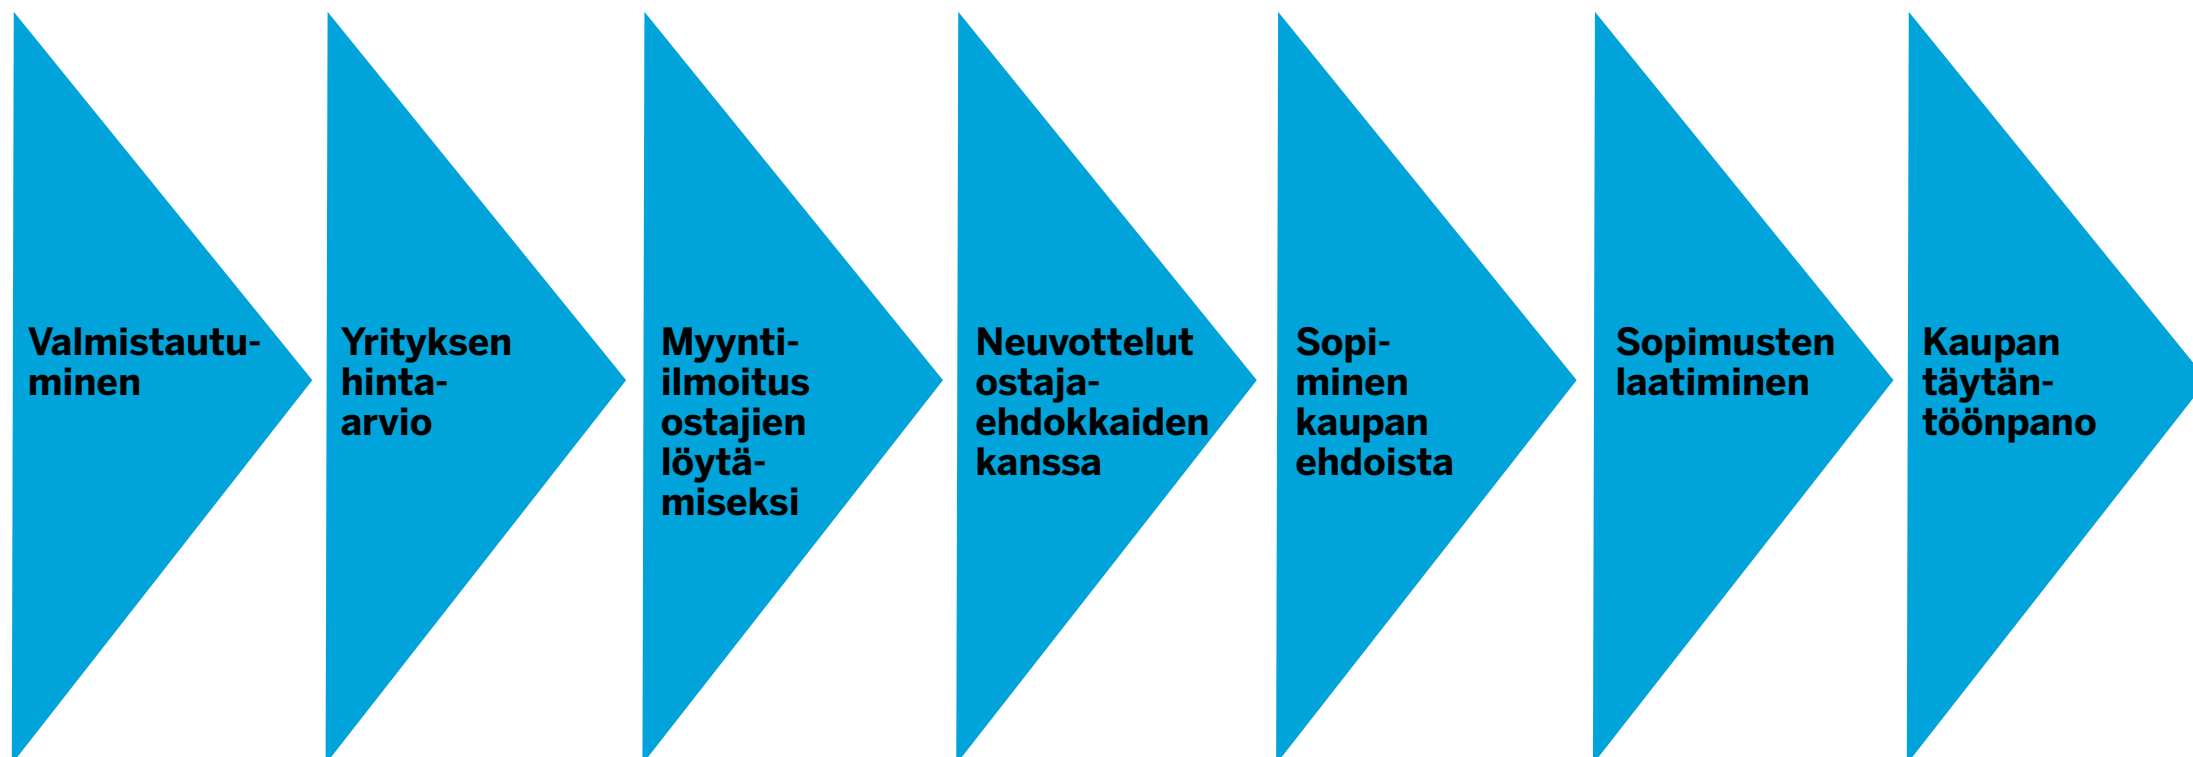 Valmistautu-
minen
Yrityksen
hinta-
arvio
Myynti-
ilmoitus
ostajien
löytä-
miseksi
Neuvottelut
ostaja-
ehdokkaiden
kanssa
Sopi-
minen
kaupan
ehdoista
Sopimusten
laatiminen
Kaupan
täytän-
töönpano